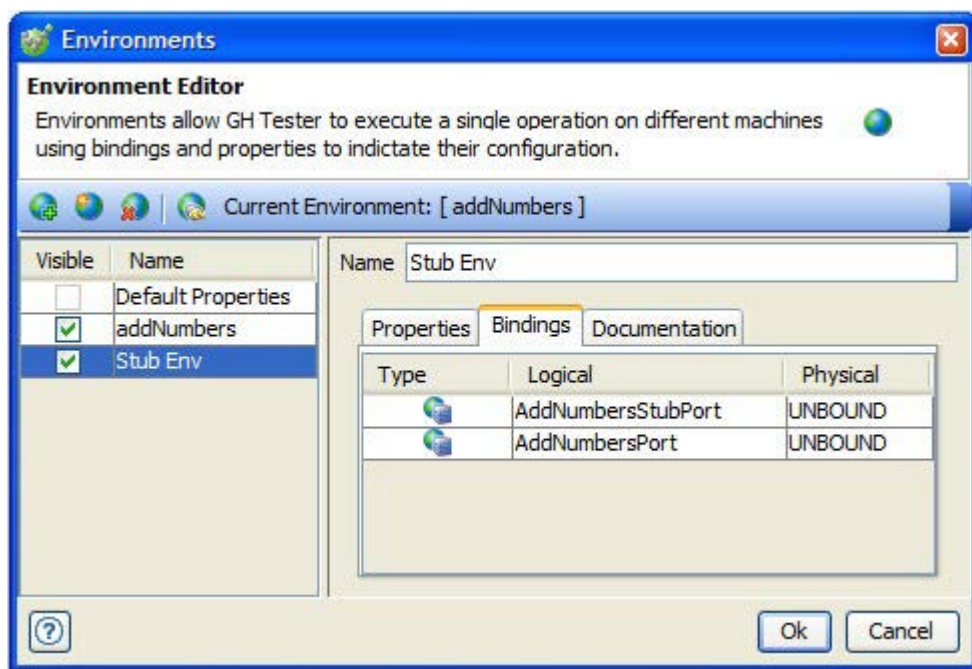 Environments
Environment Editor
Environments allow GH Tester to execute a single operation on different machines
using bindings and properties to indictate their configuration.
Current Environment: [ addNumbers ]
Visible Name
Default Properties
addNumbers
Stub Env
Name Stub Env
Properties Bindings Documentation
Type Logical Physical
AddNumbersStubPort UNBOUND
AddNumbersPort UNBOUND
?
Ok Cancel